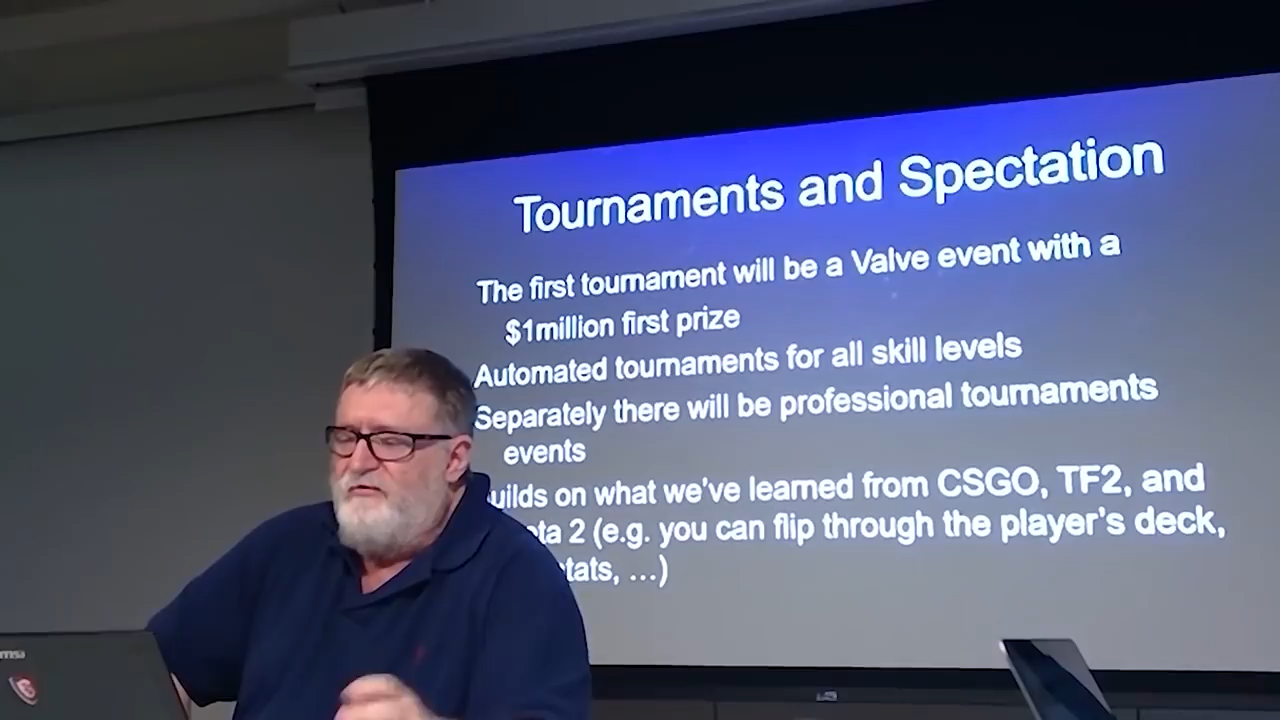 Tournaments and Spectation
The first tournament will be a Valve event with a
$1million first prize
Automated tournaments for all skill levels
Separately there will be professional tournaments
events
uilds on what we've learned from CSGO, TF2, and
ta 2 (e.g. you can flip through the player's deck,
tats, ...)
msi